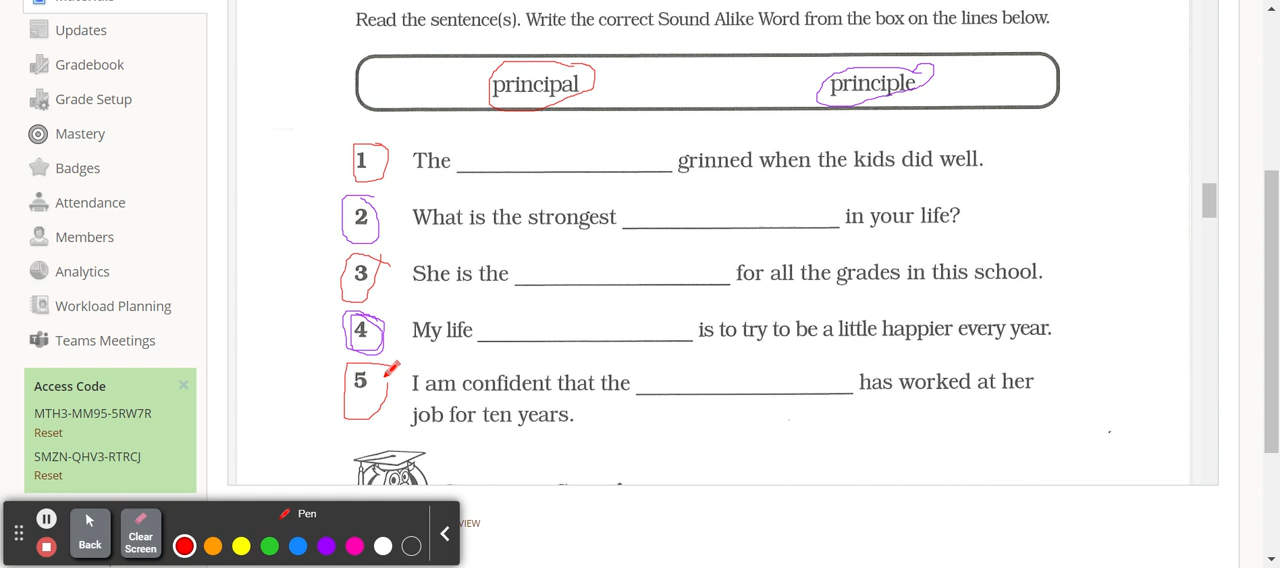 Updates
Gradebook
Grade Setup
Mastery
Badges
Attendance
Members
Analytics
Workload Planning
Teams Meetings
Access Code
MTH3-MM95-5RW7R
Reset
SMZN-QHV3-RTRCJ
Reset
Read the sentence(s). Write the correct Sound Alike Word from the box on the lines below.
principal principle
1 The ____________________ grinned when the kids did well.
2 What is the strongest ____________________ in your life?
3 She is the ____________________ for all the grades in this school.
4 My life ____________________ is to try to be a little happier every year.
5 I am confident that the ____________________ has worked at her
job for ten years.
Back
Clear
Screen
Pen
VIEW